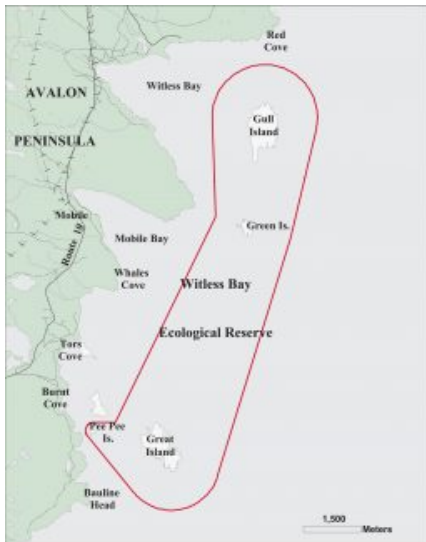 Red
Cove
Witless Bay
AVALON
PENINSULA
Gull
Island
Mobile
Route 10
Green Is.
Mobile Bay
Whales
Cove
Witless Bay
Ecological Reserve
Tors
Cove
Burnt
Cove
Pee Pee
Is.
Great
Island
Bauline
Head
1,500
Meters